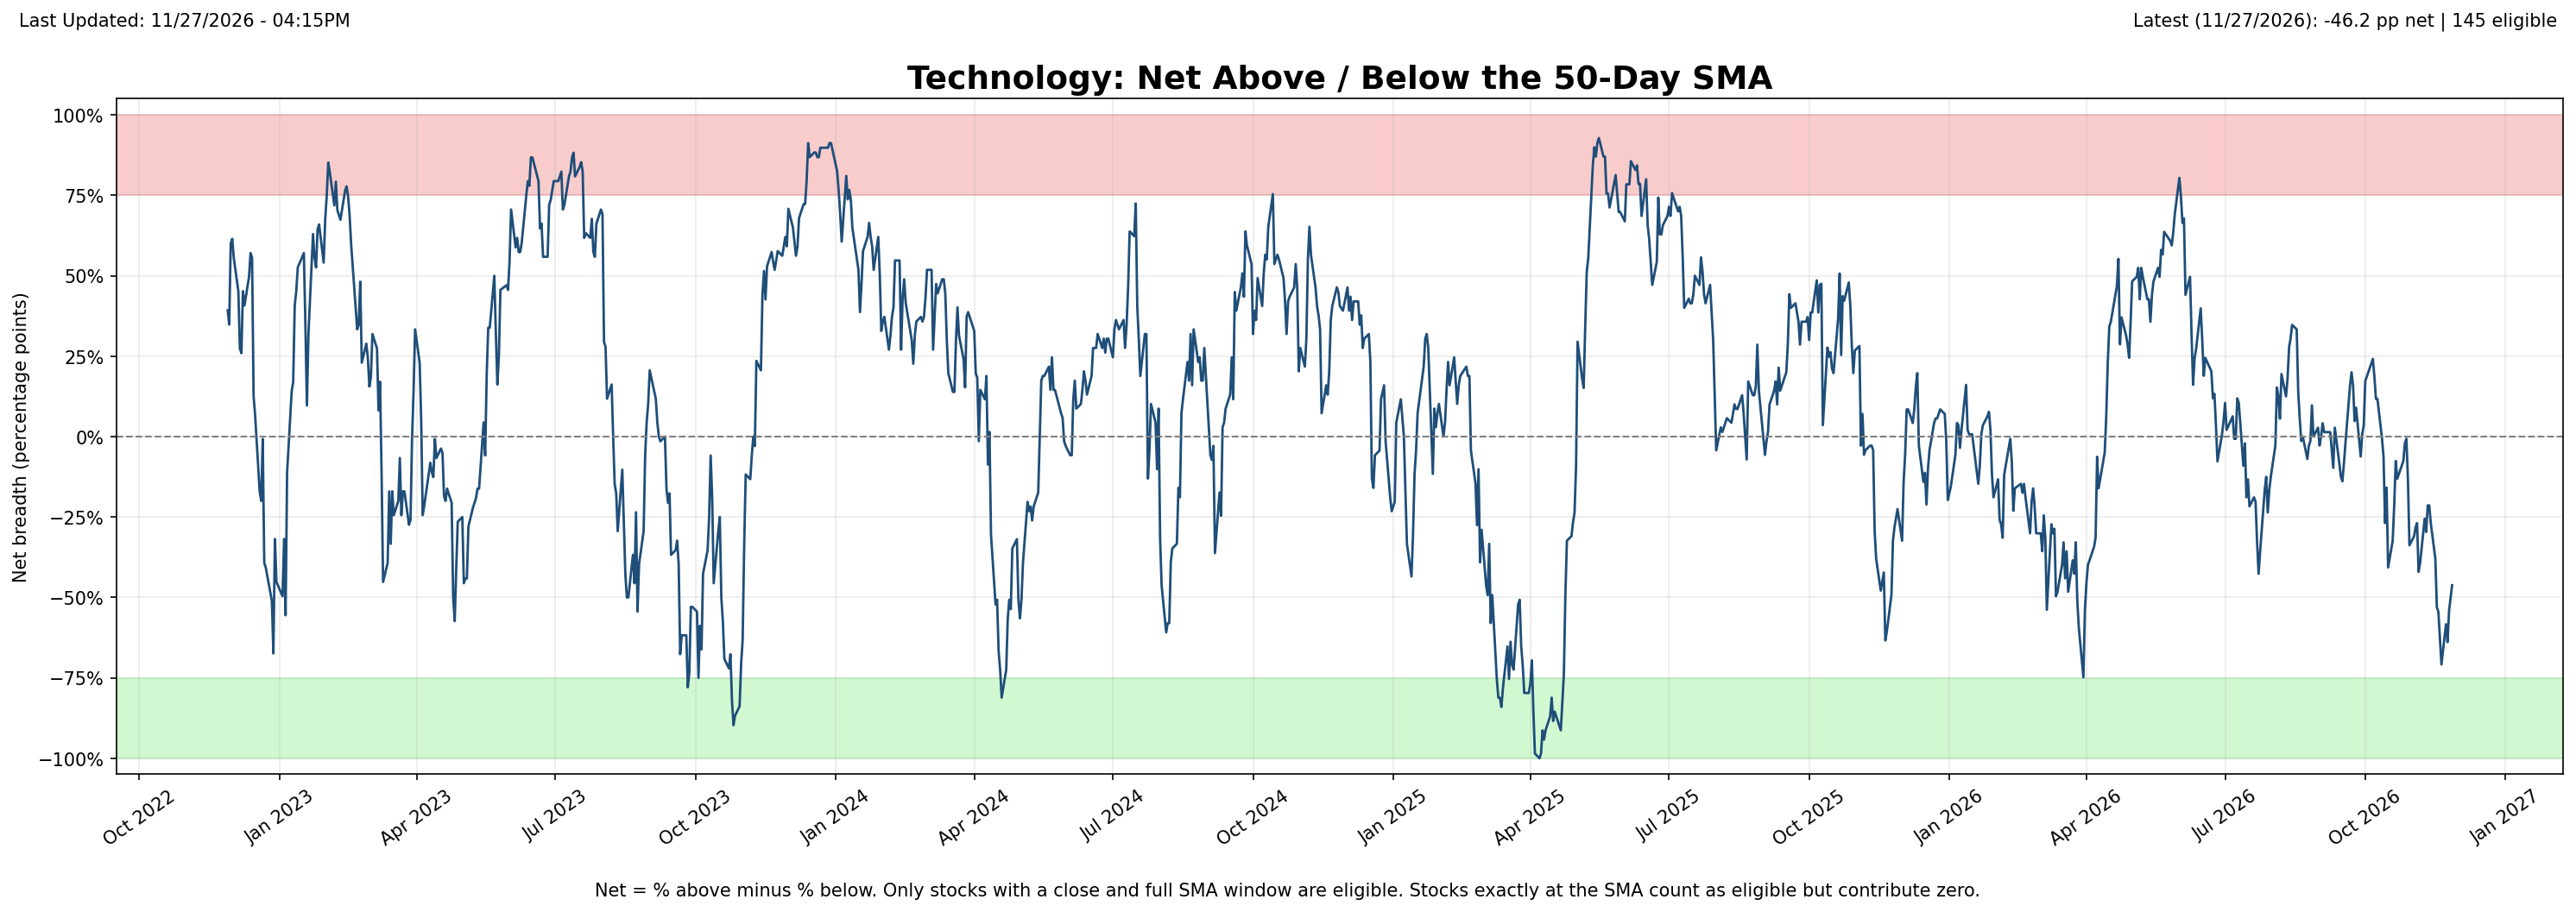 Last Updated: 11/27/2026 - 04:15PM
Latest (11/27/2026): -46.2 pp net | 145 eligible
Technology: Net Above / Below the 50-Day SMA
Net breadth (percentage points)
100%
75%
50%
25%
0%
−25%
−50%
−75%
−100%
Oct 2022
Jan 2023
Apr 2023
Jul 2023
Oct 2023
Jan 2024
Apr 2024
Jul 2024
Oct 2024
Jan 2025
Apr 2025
Jul 2025
Oct 2025
Jan 2026
Apr 2026
Jul 2026
Oct 2026
Jan 2027
Net = % above minus % below. Only stocks with a close and full SMA window are eligible. Stocks exactly at the SMA count as eligible but contribute zero.